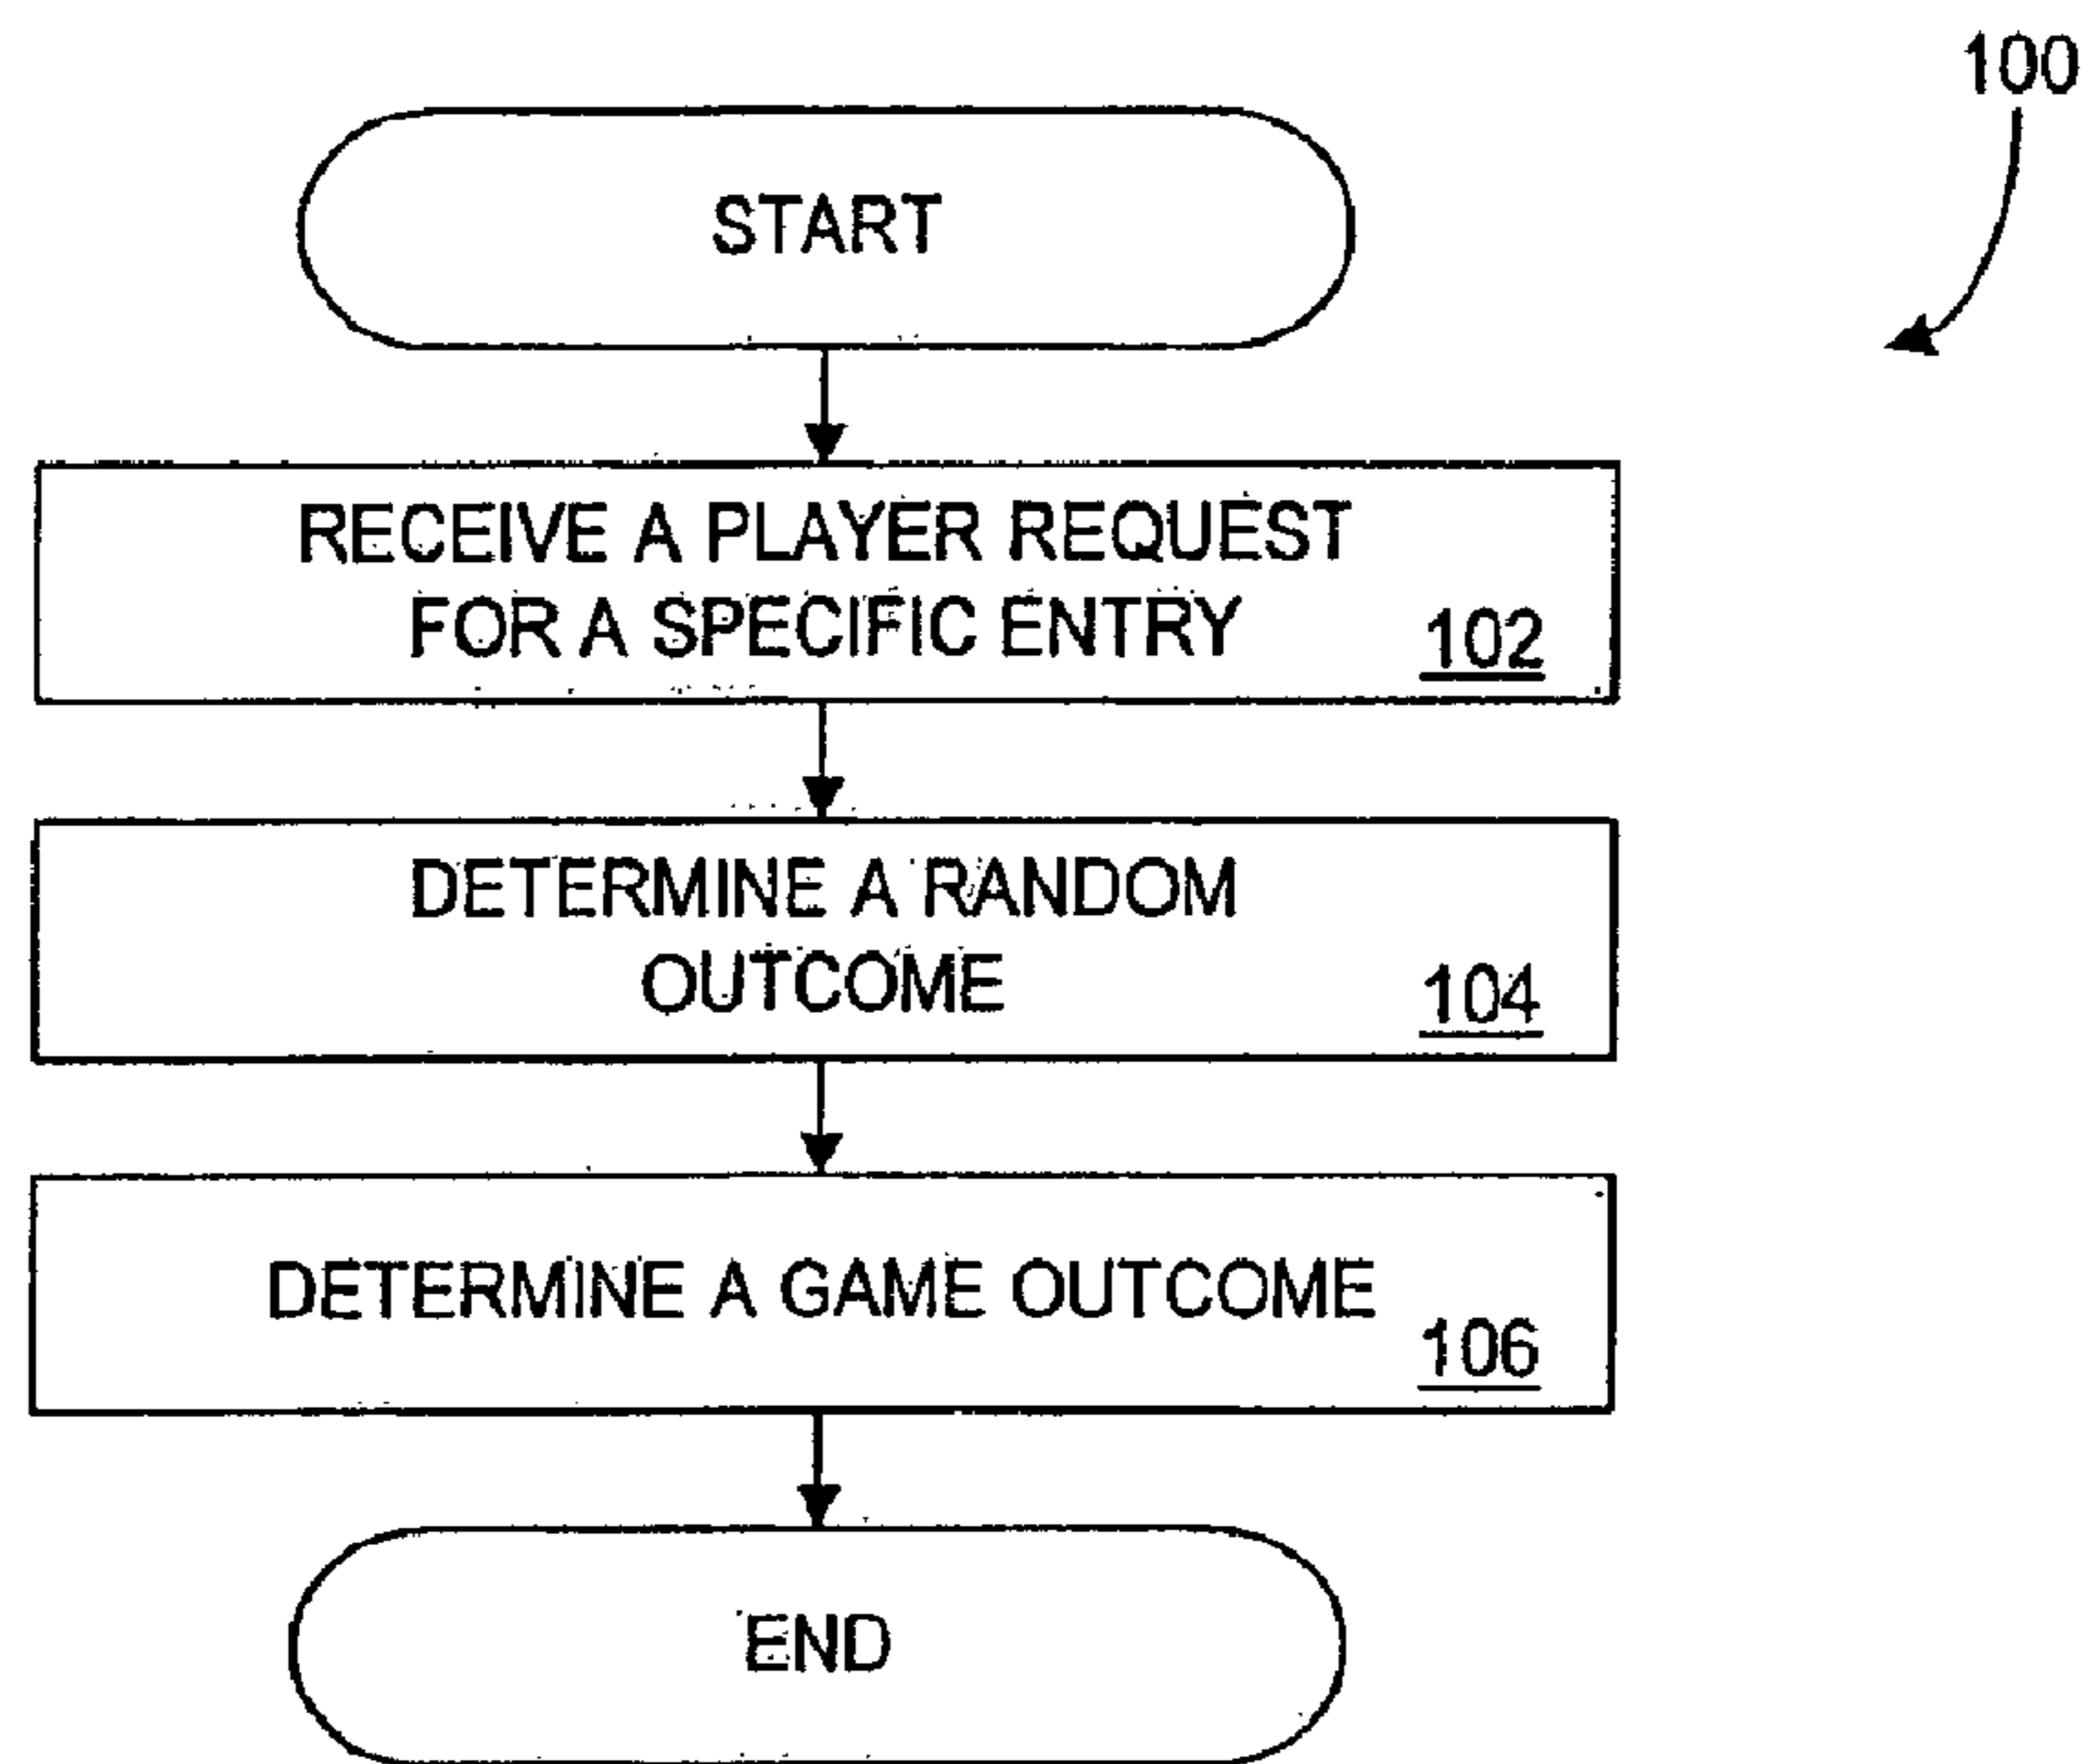 100
START
RECEIVE A PLAYER REQUEST
FOR A SPECIFIC ENTRY
102
DETERMINE A RANDOM
OUTCOME
104
DETERMINE A GAME OUTCOME
106
END